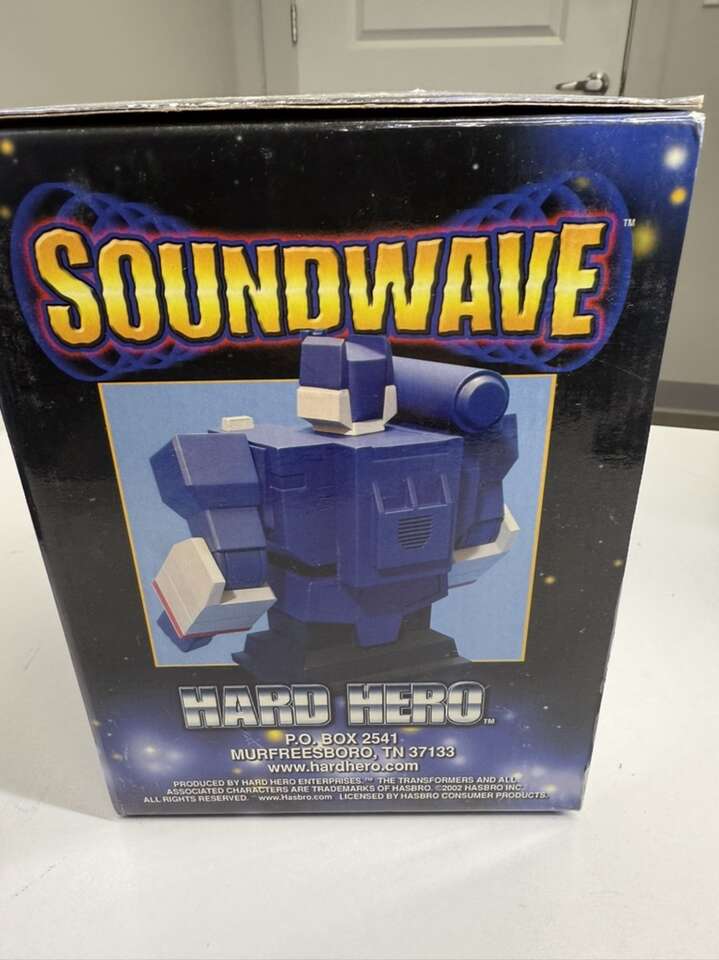 SOUNDWAVE™
HARD HERO™
P.O. BOX 2541
MURFREESBORO, TN 37133
www.hardhero.com
PRODUCED BY HARD HERO ENTERPRISES.™ THE TRANSFORMERS AND ALL
ASSOCIATED CHARACTERS ARE TRADEMARKS OF HASBRO. ©2002 HASBRO INC.
ALL RIGHTS RESERVED. www.Hasbro.com LICENSED BY HASBRO CONSUMER PRODUCTS.